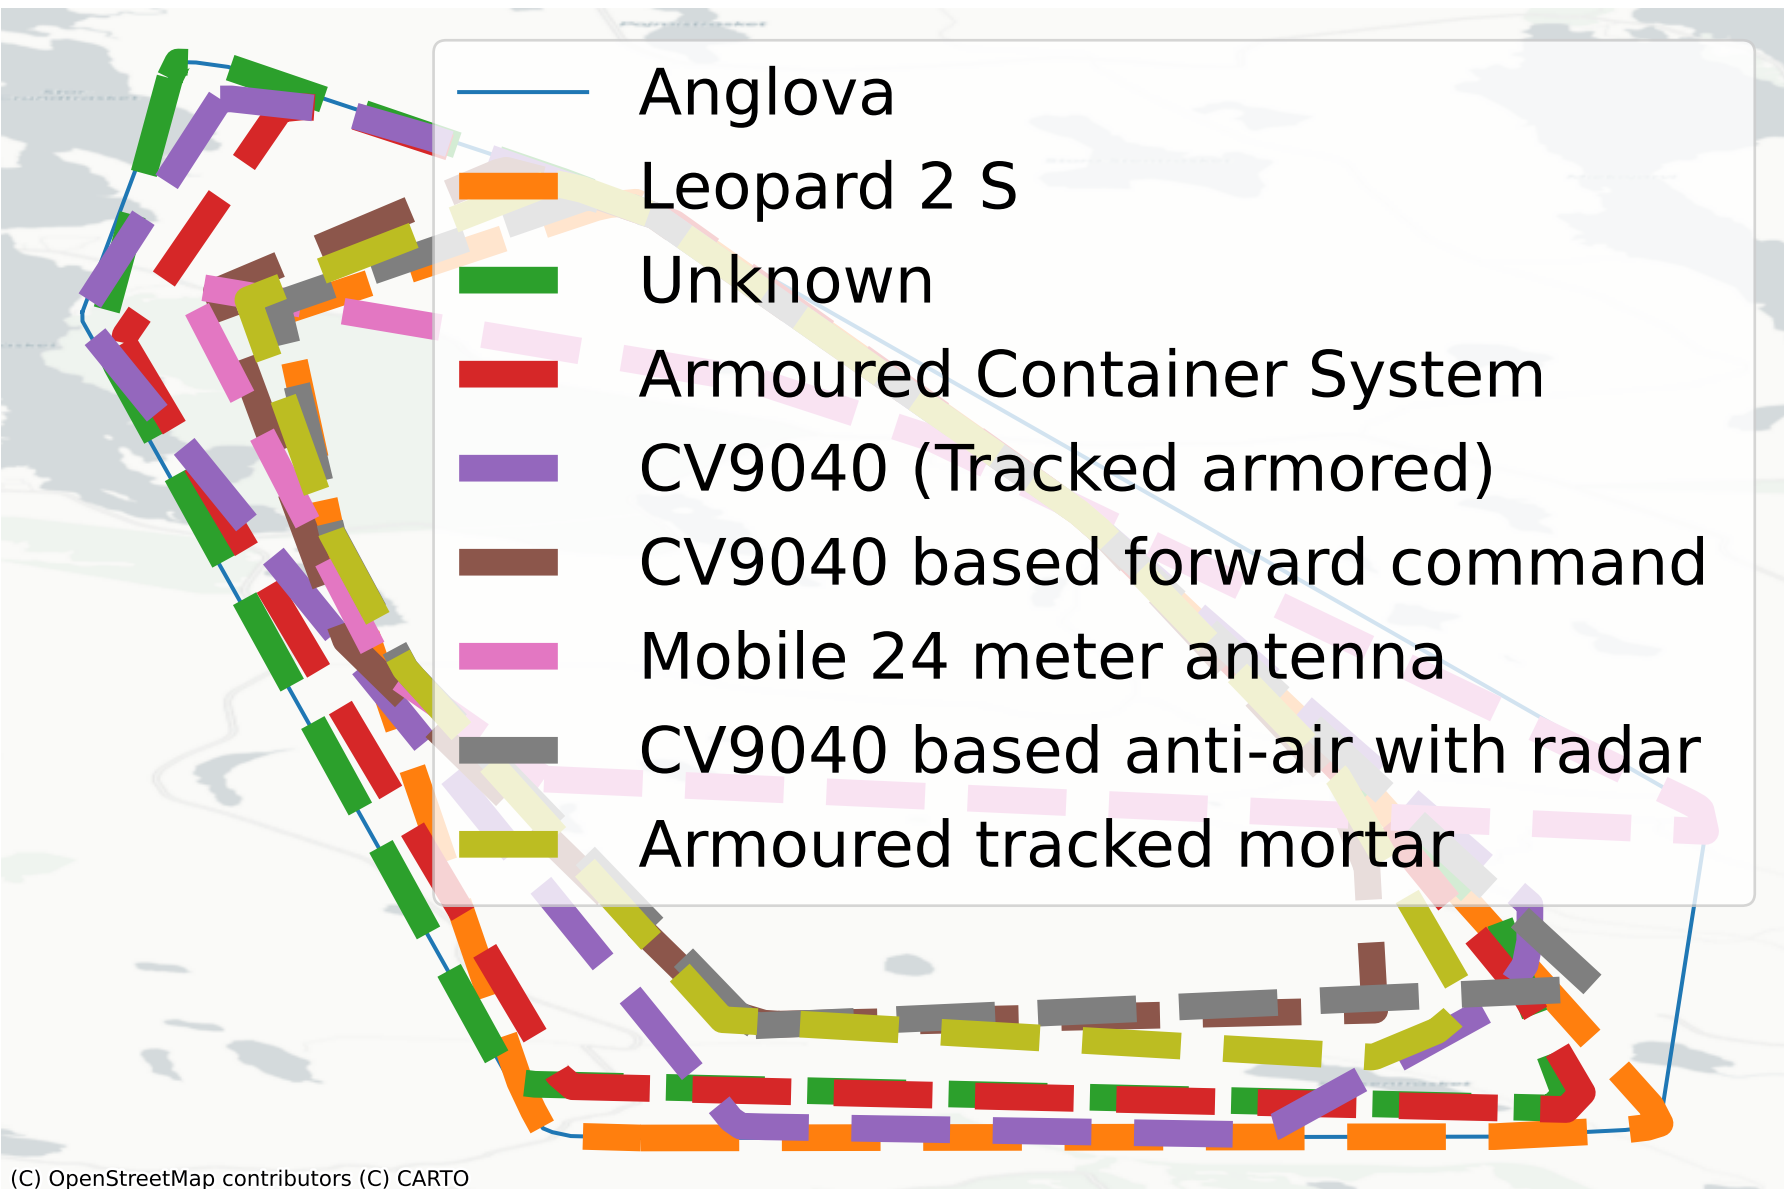 Anglova
Leopard 2 S
Unknown
Armoured Container System
CV9040 (Tracked armored)
CV9040 based forward command
Mobile 24 meter antenna
CV9040 based anti-air with radar
Armoured tracked mortar
(C) OpenStreetMap contributors (C) CARTO